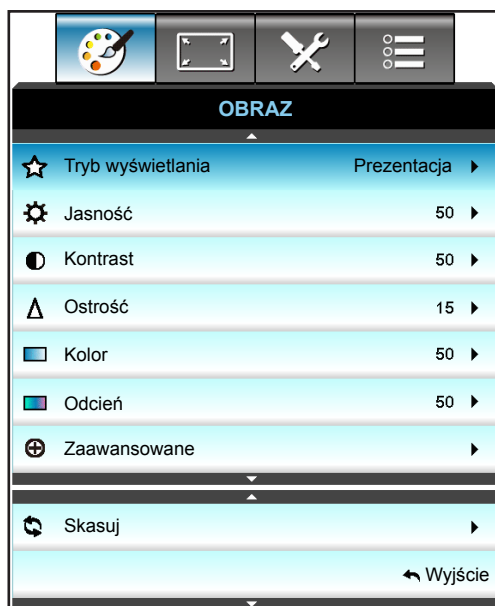 OBRAZ
Tryb wyświetlania Prezentacja
Jasność 50
Kontrast 50
Ostrość 15
Kolor 50
Odcień 50
Zaawansowane
Skasuj
Wyjście